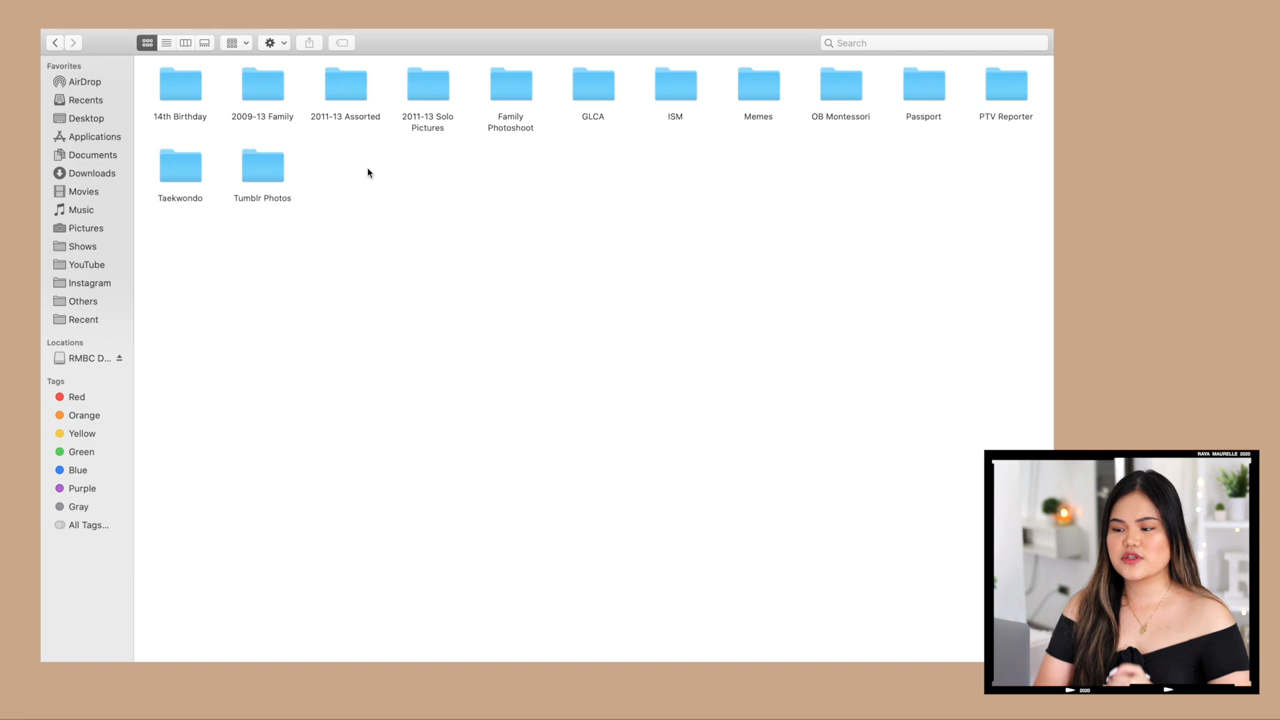 Search
Favorites
AirDrop
Recents
Desktop
Applications
Documents
Downloads
Movies
Music
Pictures
Shows
YouTube
Instagram
Others
Recent
Locations
RMBC D...
Tags
Red
Orange
Yellow
Green
Blue
Purple
Gray
All Tags...
14th Birthday
2009-13 Family
2011-13 Assorted
2011-13 Solo
Pictures
Family
Photoshoot
GLCA
ISM
Memes
OB Montessori
Passport
PTV Reporter
Taekwondo
Tumblr Photos
RAYA MAURELLE 2020
2020